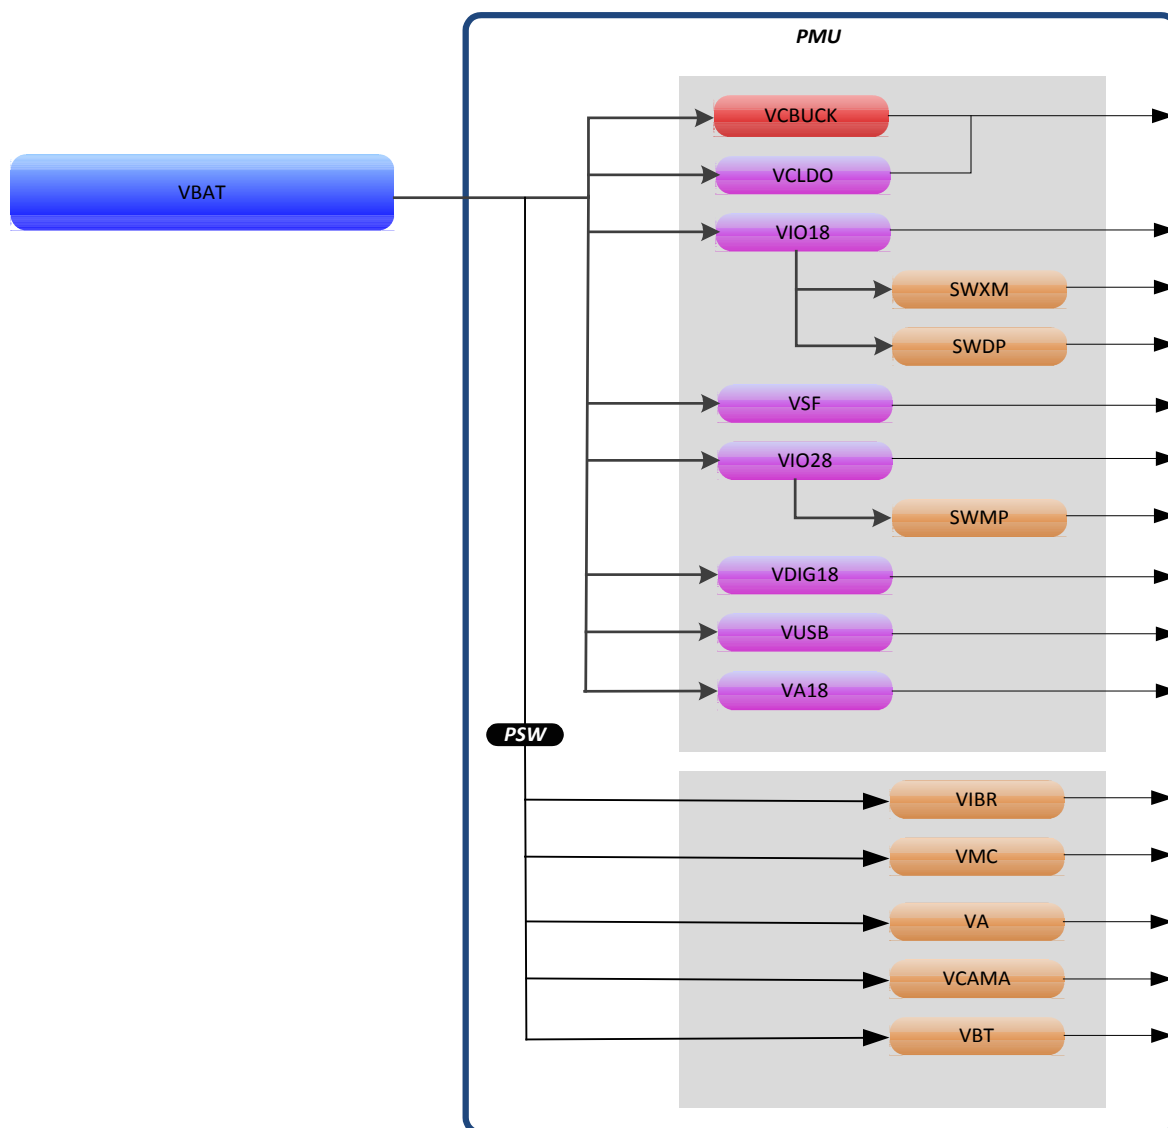 PMU
VCBUCK
VBAT
VCLDO
VIO18
SWXM
SWDP
VSF
VIO28
SWMP
VDIG18
VUSB
VA18
PSW
VIBR
VMC
VA
VCAMA
VBT